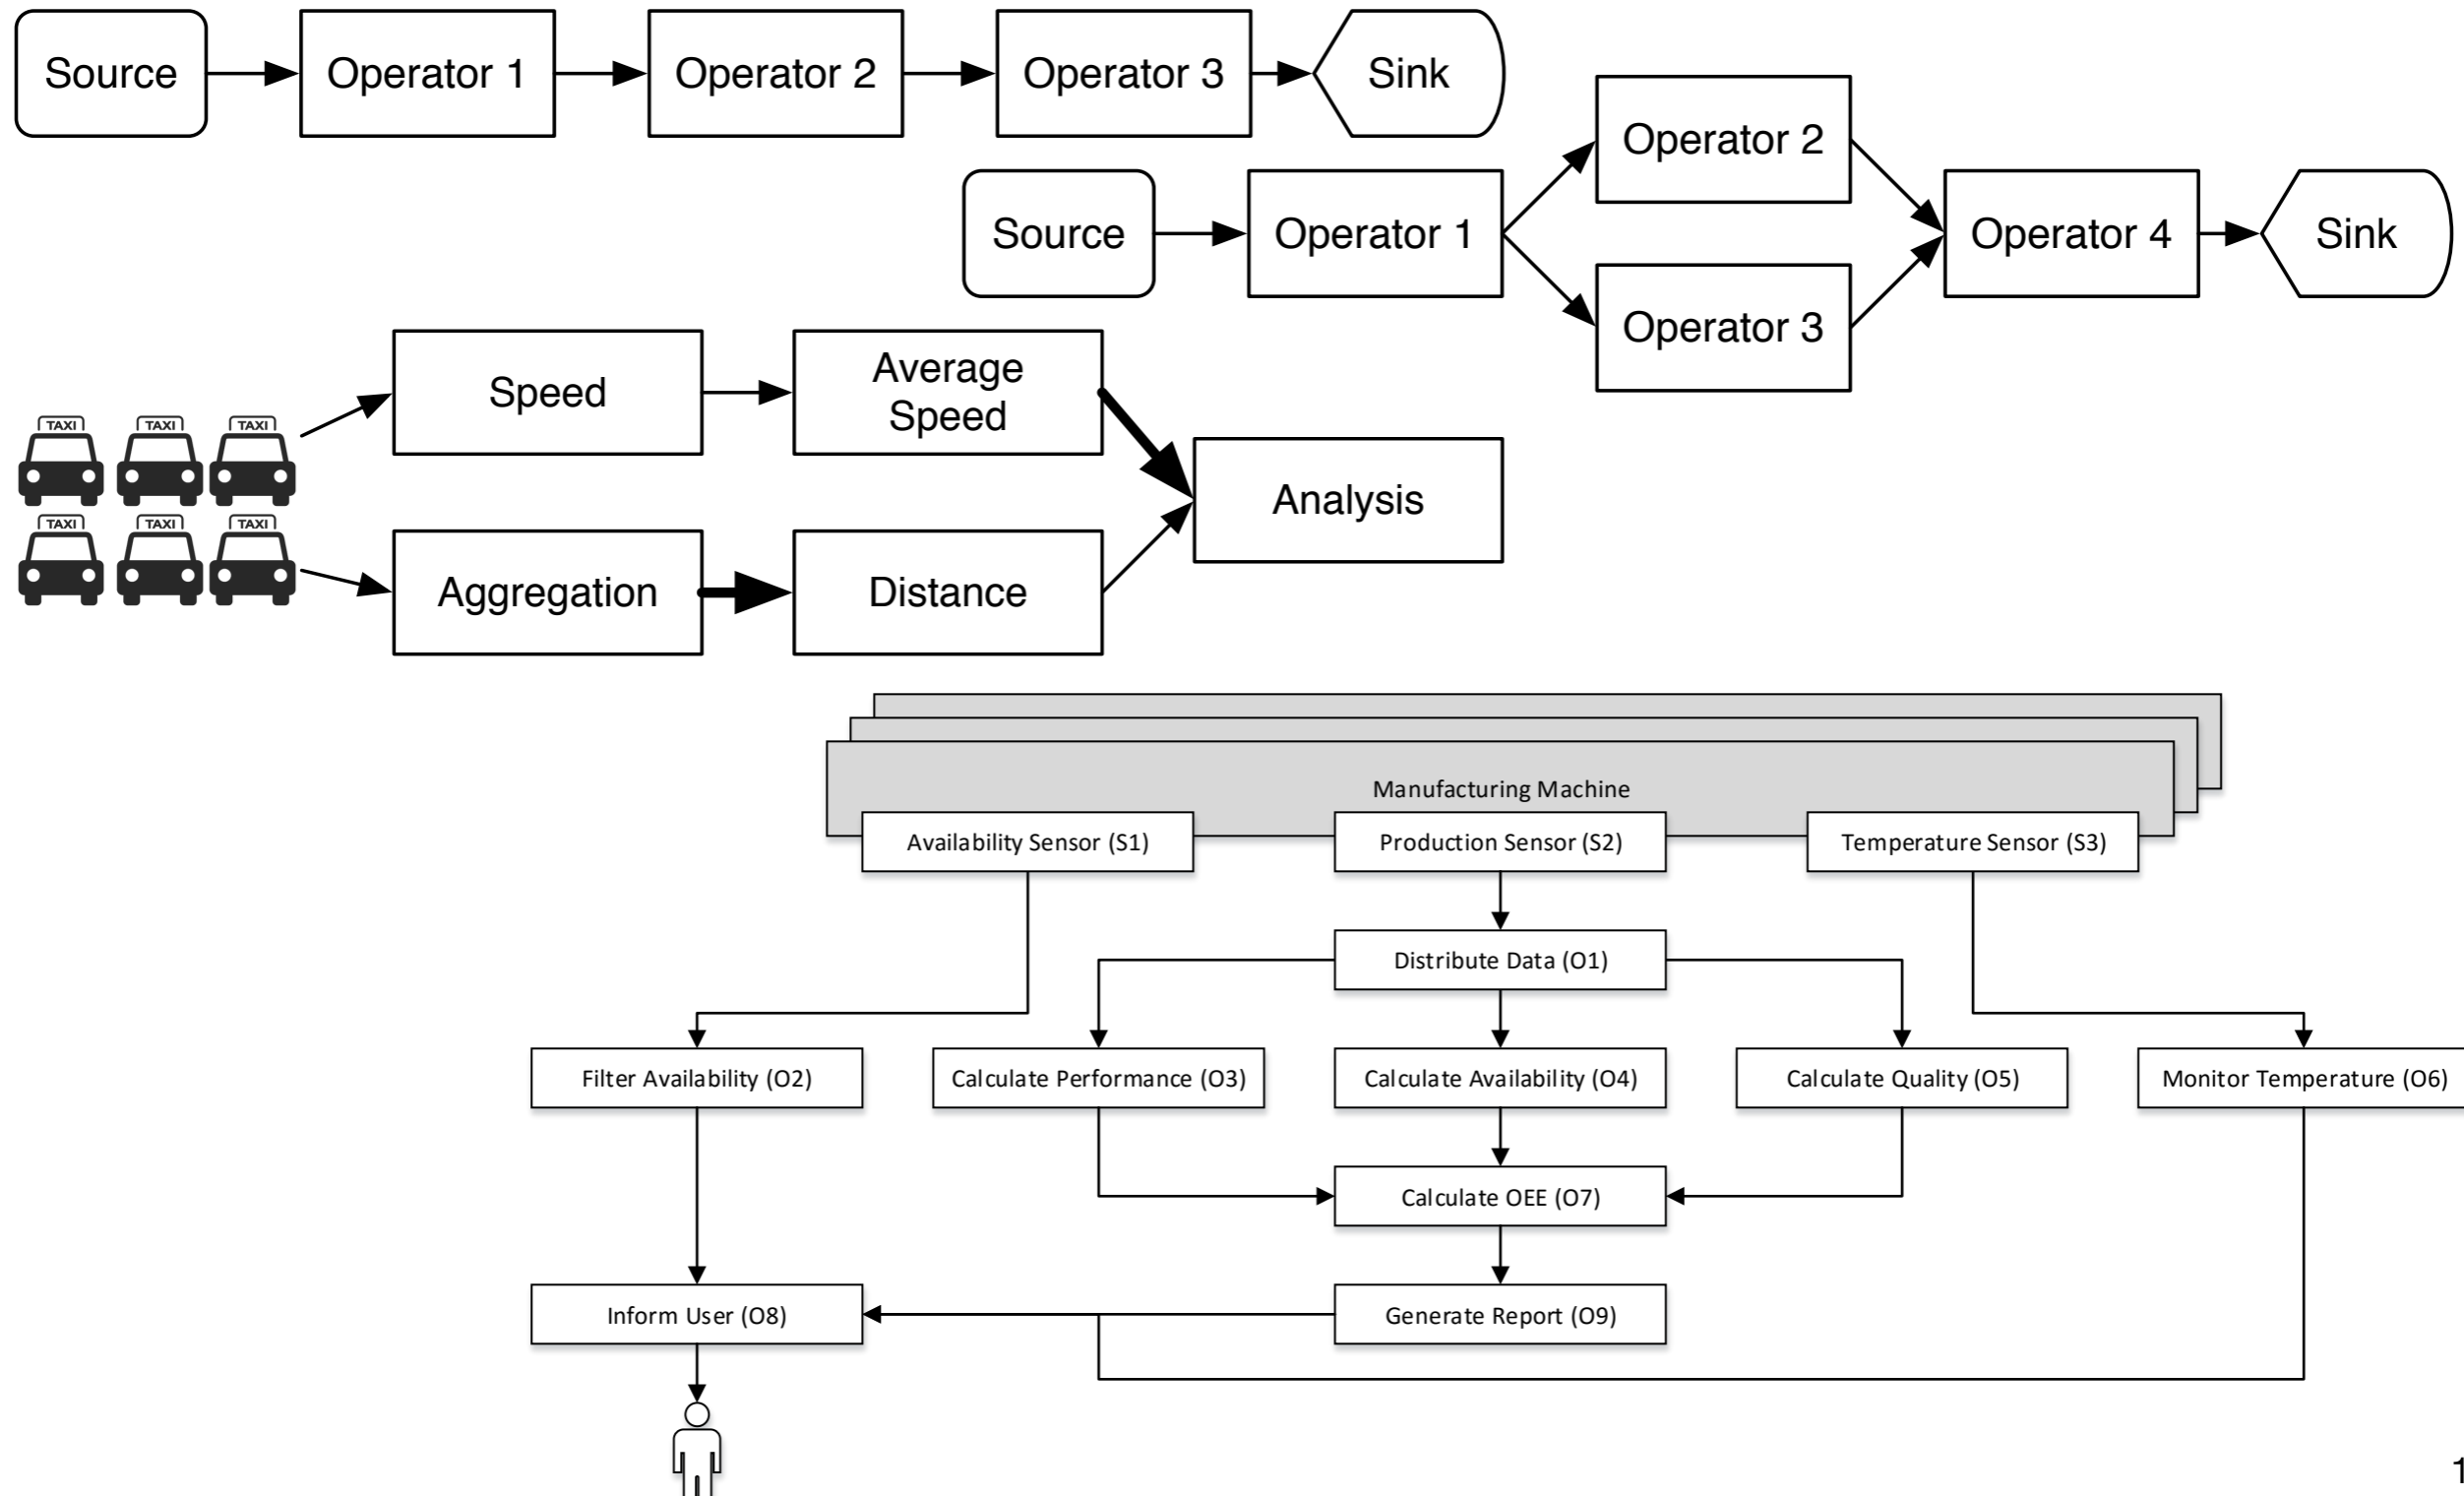 Source
Operator 1
Operator 2
Operator 3
Sink
Source
Operator 1
Operator 2
Operator 3
Operator 4
Sink
TAXI
TAXI
TAXI
TAXI
TAXI
TAXI
Speed
Average
Speed
Aggregation
Distance
Analysis
Manufacturing Machine
Availability Sensor (S1)
Production Sensor (S2)
Temperature Sensor (S3)
Distribute Data (O1)
Filter Availability (O2)
Calculate Performance (O3)
Calculate Availability (O4)
Calculate Quality (O5)
Monitor Temperature (O6)
Calculate OEE (O7)
Inform User (O8)
Generate Report (O9)
1